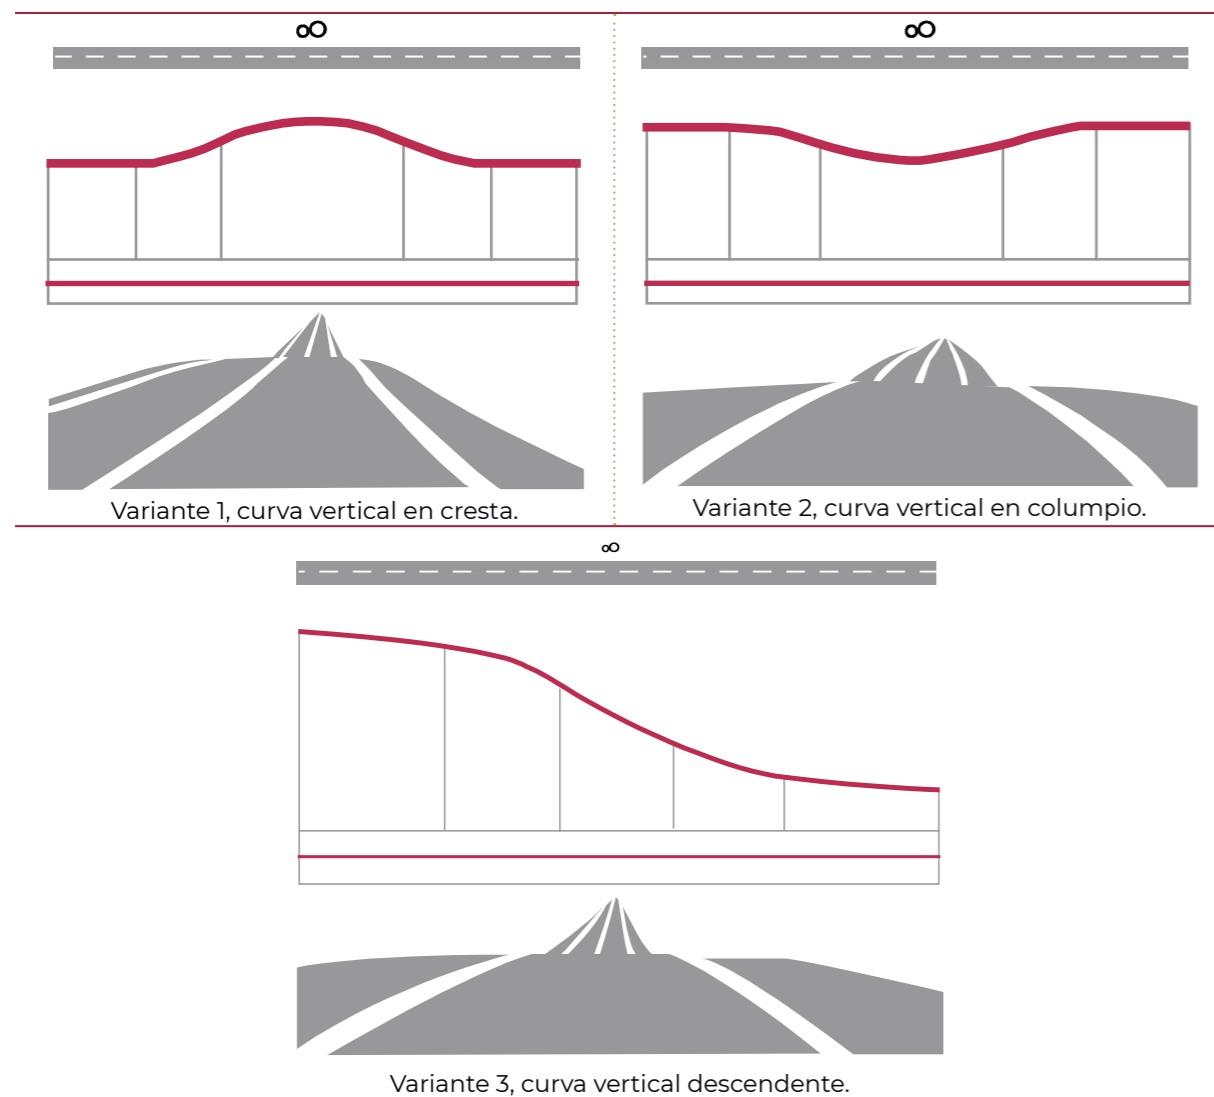 ∞
∞
Variante 1, curva vertical en cresta.
Variante 2, curva vertical en columpio.
∞
Variante 3, curva vertical descendente.